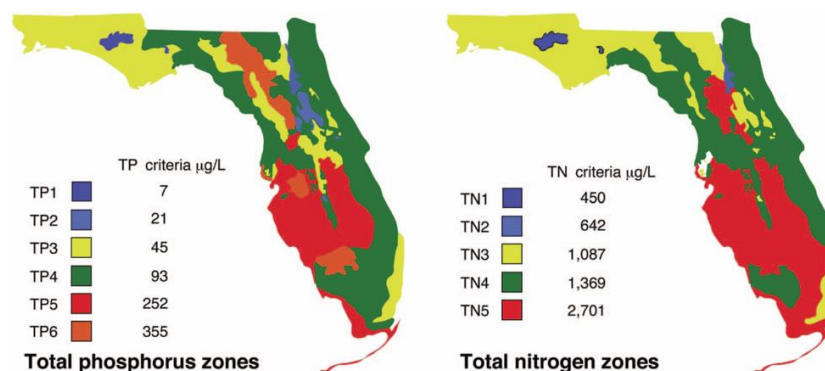 TP criteria µg/L
TP1 7
TP2 21
TP3 45
TP4 93
TP5 252
TP6 355
Total phosphorus zones
TN criteria µg/L
TN1 450
TN2 642
TN3 1,087
TN4 1,369
TN5 2,701
Total nitrogen zones